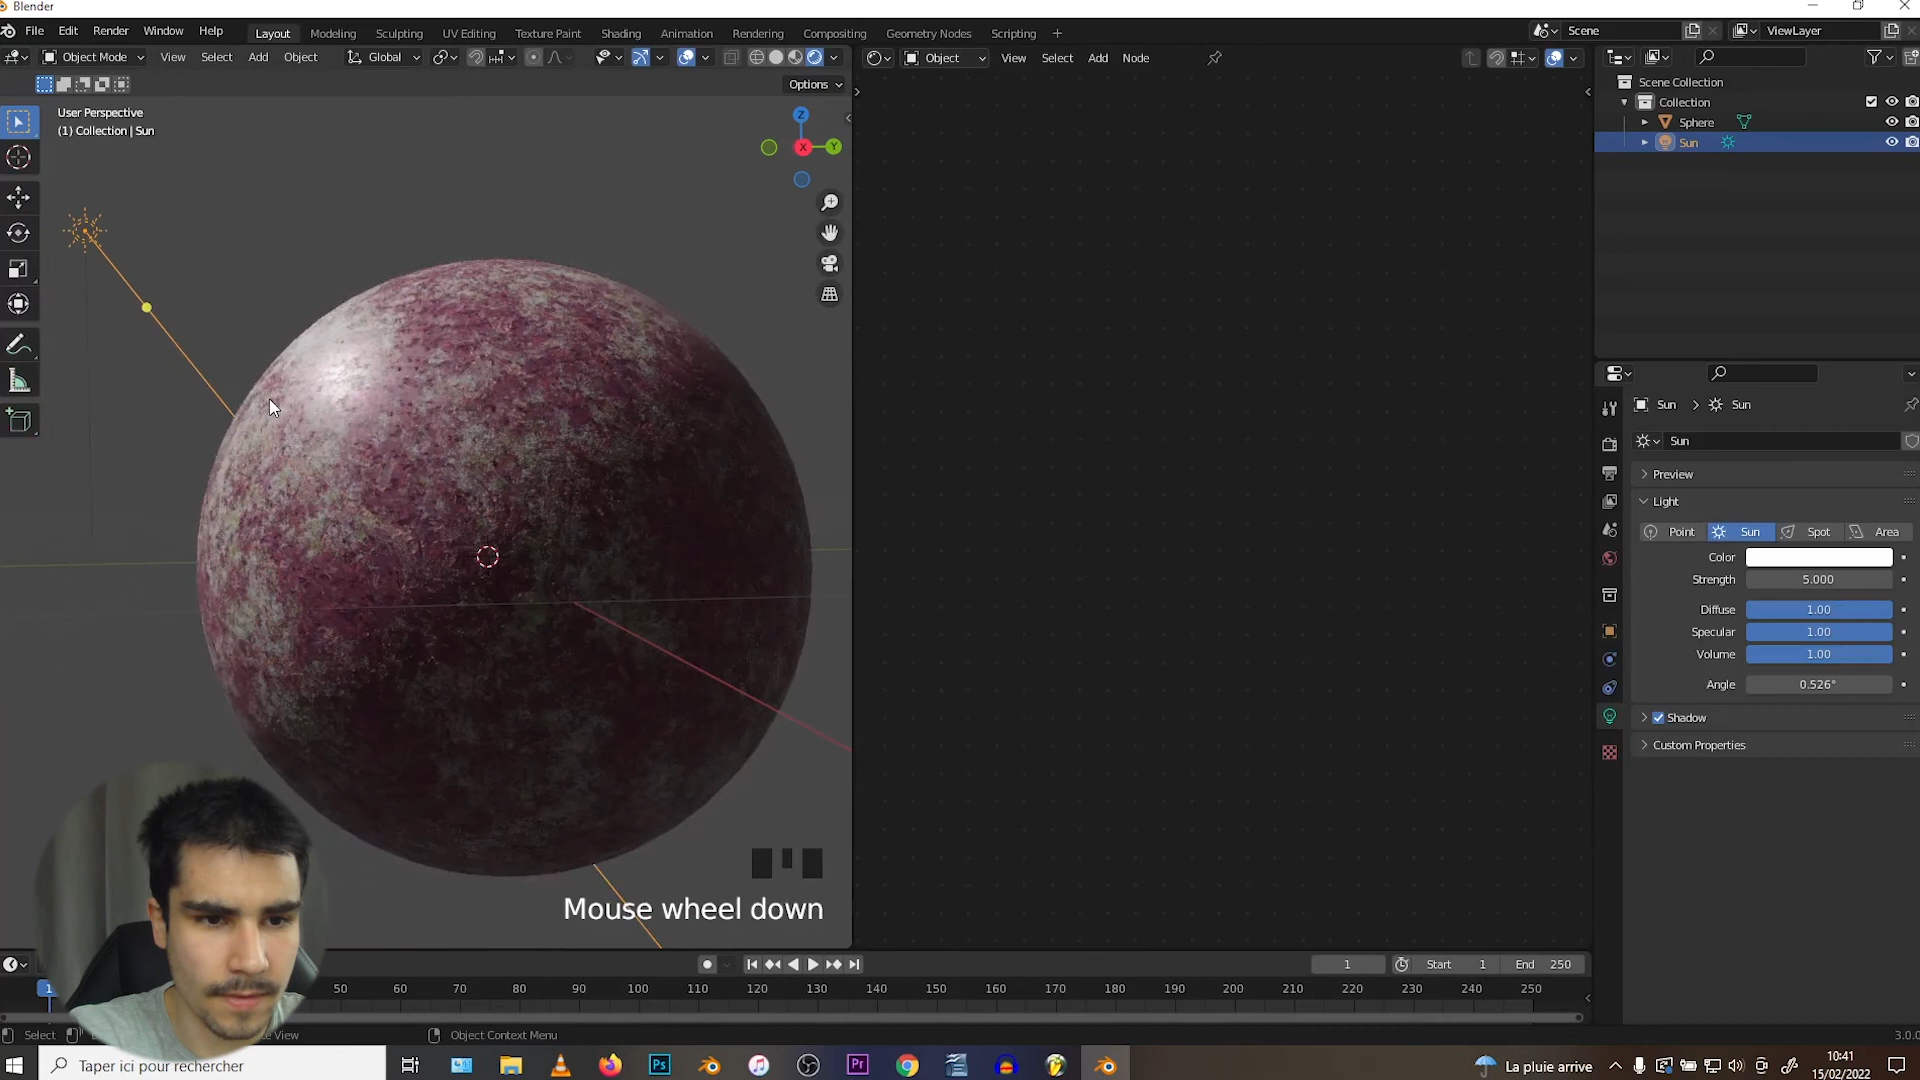 Blender
File Edit Render Window Help Layout Modeling Sculpting UV Editing Texture Paint Shading Animation Rendering Compositing Geometry Nodes Scripting + Scene ViewLayer
Object Mode View Select Add Object Global Object View Select Add Node
Options
User Perspective
(1) Collection | Sun
Z
X
Y
Scene Collection
Collection
Sphere
Sun
Sun > Sun
Sun
Preview
Light
Point Sun Spot Area
Color
Strength 5.000
Diffuse 1.00
Specular 1.00
Volume 1.00
Angle 0.526°
Shadow
Custom Properties
Mouse wheel down
1 Start 1 End 250
1 50 60 70 80 90 100 110 120 130 140 150 160 170 180 190 200 210 220 230 240 250
Select View Object Context Menu 3.0.0
Taper ici pour rechercher Ps Pr La pluie arrive 10:41
15/02/2022